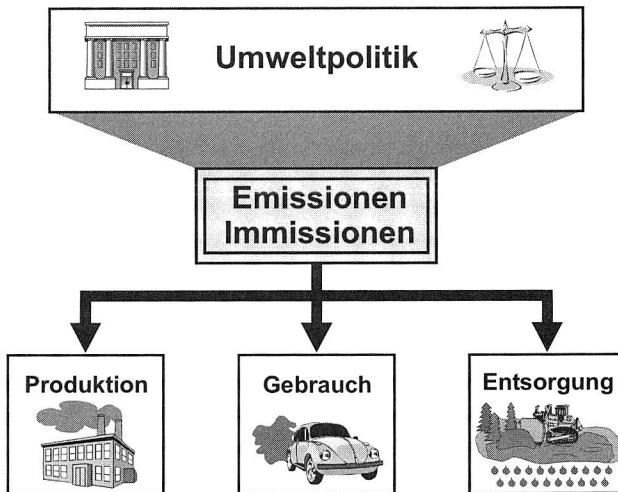 Umweltpolitik
Emissionen
Immissionen
Produktion
Gebrauch
Entsorgung